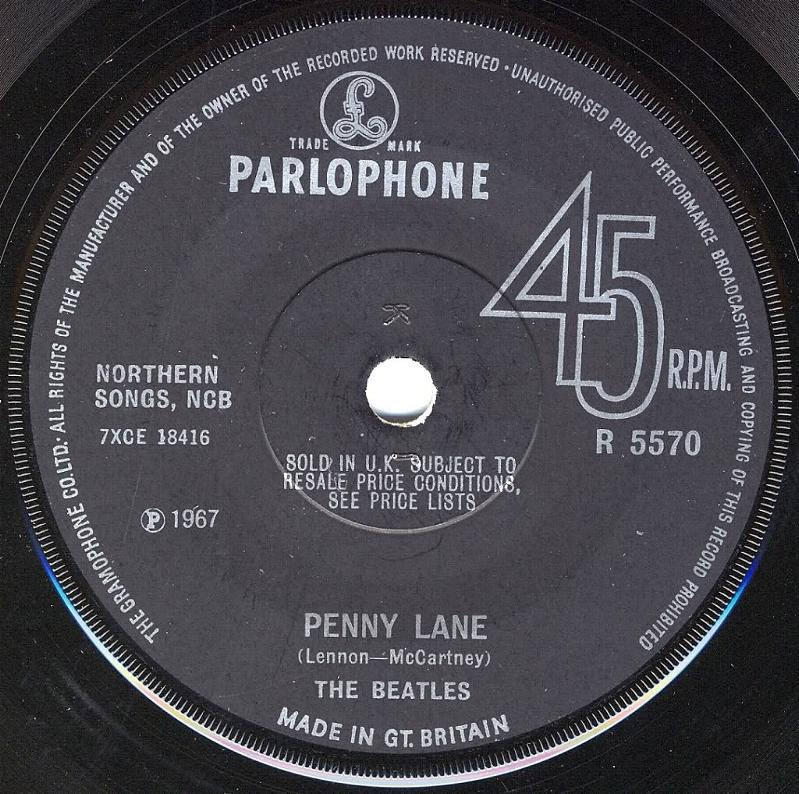 THE GRAMOPHONE CO. LTD. ALL RIGHTS OF THE MANUFACTURER AND OF THE OWNER OF THE RECORDED WORK RESERVED • UNAUTHORISED PUBLIC PERFORMANCE BROADCASTING AND COPYING OF THIS RECORD PROHIBITED
£
TRADE MARK
PARLOPHONE
45 R.P.M.
NORTHERN
SONGS, NCB
7XCE 18416
R 5570
SOLD IN U.K. SUBJECT TO
RESALE PRICE CONDITIONS,
SEE PRICE LISTS
Ⓟ 1967
PENNY LANE
(Lennon—McCartney)
THE BEATLES
MADE IN GT. BRITAIN